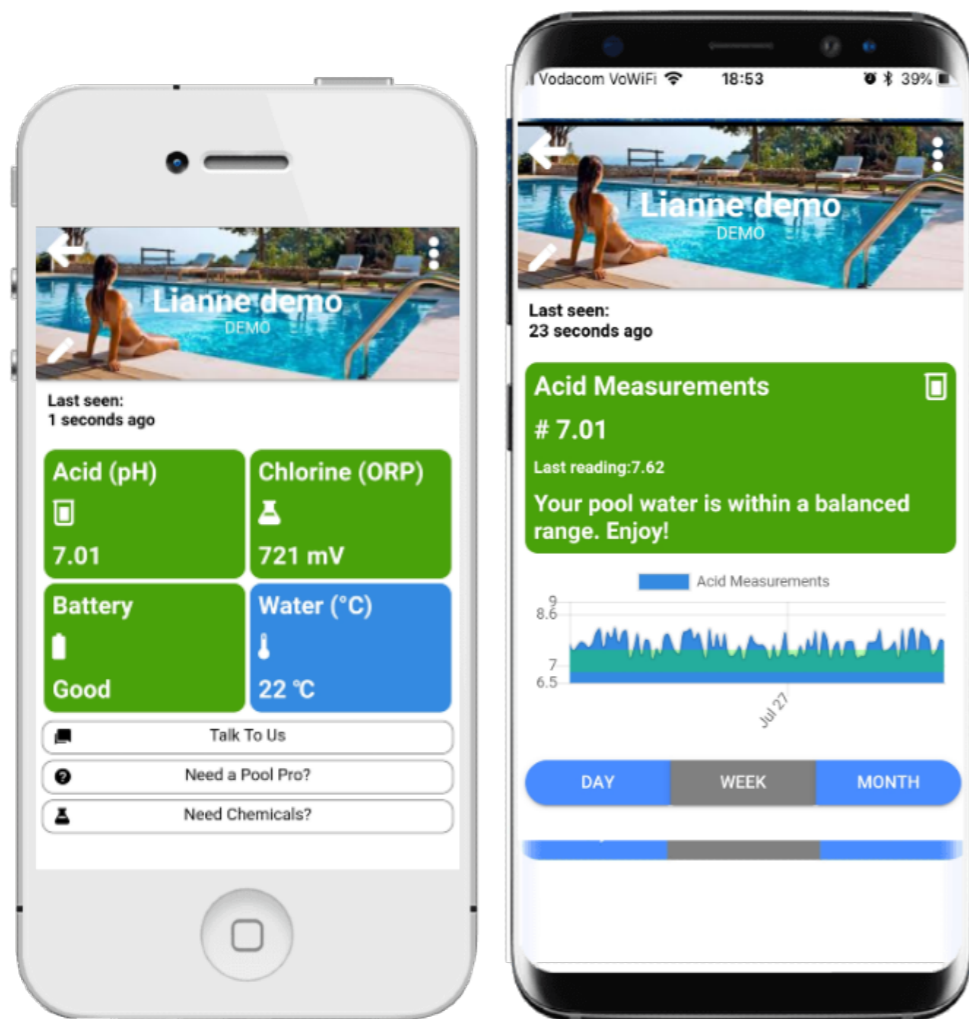 Lianne demo
DEMO
Last seen:
1 seconds ago
Acid (pH)
7.01
Chlorine (ORP)
721 mV
Battery
Good
Water (°C)
22 °C
Talk To Us
Need a Pool Pro?
Need Chemicals?
Vodacom VoWiFi 18:53 39%
Lianne demo
DEMO
Last seen:
23 seconds ago
Acid Measurements
# 7.01
Last reading:7.62
Your pool water is within a balanced
range. Enjoy!
Acid Measurements
9
8.6
7
6.5
Jul 27
DAY WEEK MONTH